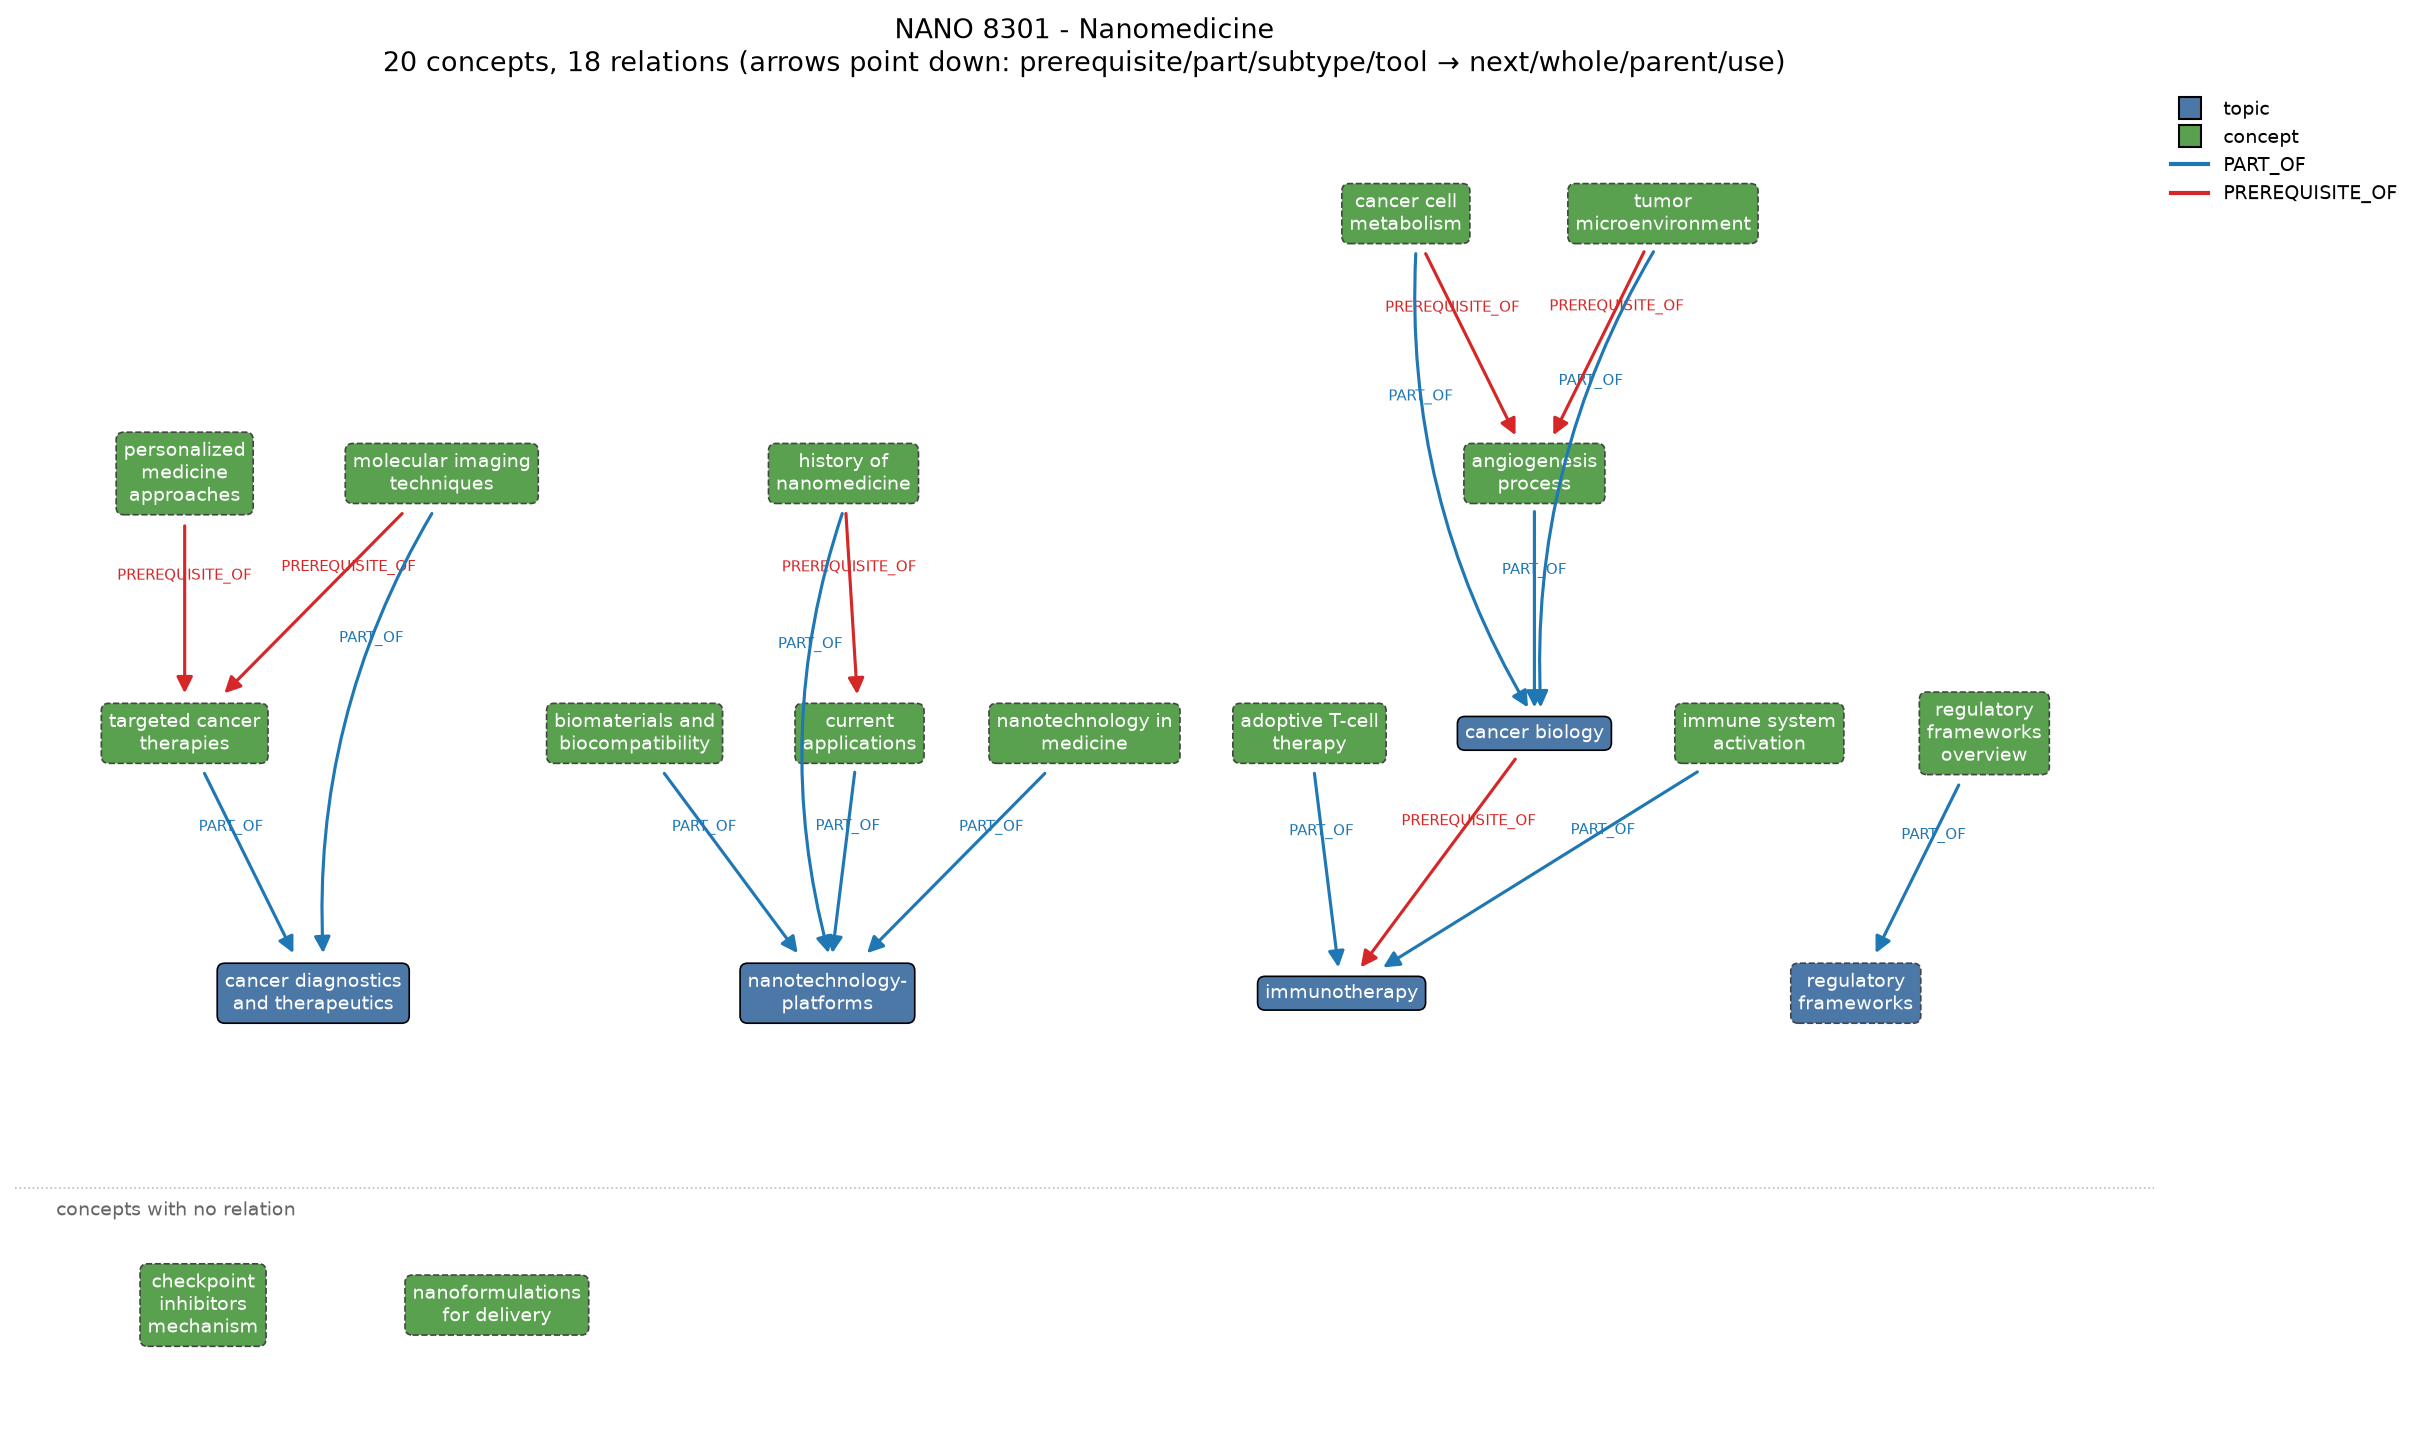 NANO 8301 - Nanomedicine
20 concepts, 18 relations (arrows point down: prerequisite/part/subtype/tool → next/whole/parent/use)
topic
concept
PART_OF
PREREQUISITE_OF
cancer cell
metabolism
tumor
microenvironment
PREREQUISITE_OF
PREREQUISITE_OF
PART_OF
PART_OF
personalized
medicine
approaches
molecular imaging
techniques
history of
nanomedicine
angiogenesis
process
PREREQUISITE_OF
PREREQUISITE_OF
PREREQUISITE_OF
PART_OF
PART_OF
PART_OF
targeted cancer
therapies
biomaterials and
biocompatibility
current
applications
nanotechnology in
medicine
adoptive T-cell
therapy
cancer biology
immune system
activation
regulatory
frameworks
overview
PART_OF
PART_OF
PART_OF
PART_OF
PART_OF
PREREQUISITE_OF
PART_OF
PART_OF
cancer diagnostics
and therapeutics
nanotechnology-
platforms
immunotherapy
regulatory
frameworks
concepts with no relation
checkpoint
inhibitors
mechanism
nanoformulations
for delivery